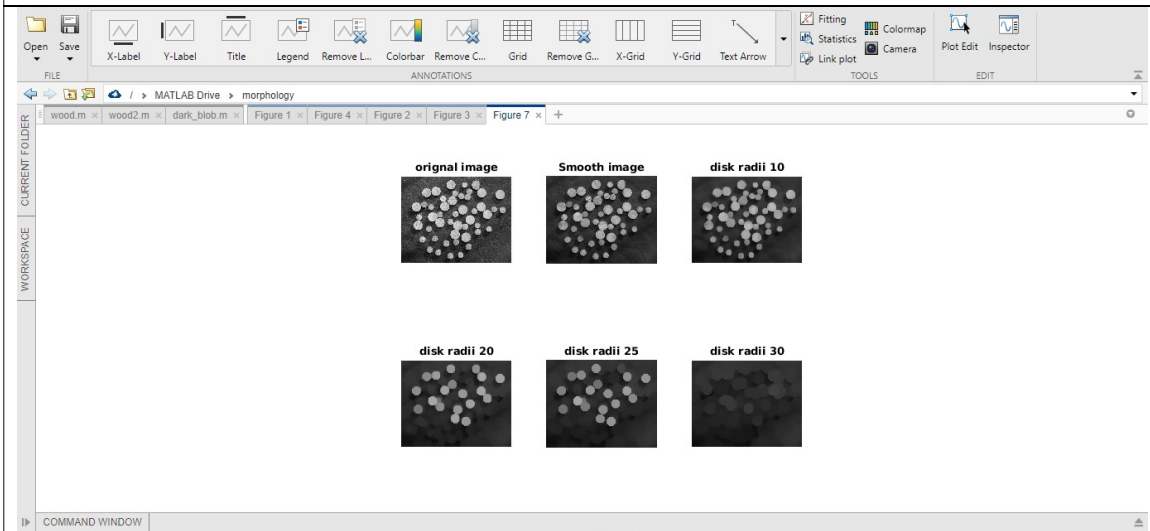 Open Save X-Label Y-Label Title Legend Remove L... Colorbar Remove C... Grid Remove G... X-Grid Y-Grid Text Arrow
Fitting
Statistics
Link plot
Colormap
Camera
Plot Edit Inspector
FILE ANNOTATIONS TOOLS EDIT
/ > MATLAB Drive > morphology
wood.m × wood2.m × dark_blob.m × Figure 1 × Figure 4 × Figure 2 × Figure 3 × Figure 7 × +
CURRENT FOLDER
WORKSPACE
orignal image Smooth image disk radii 10
disk radii 20 disk radii 25 disk radii 30
COMMAND WINDOW